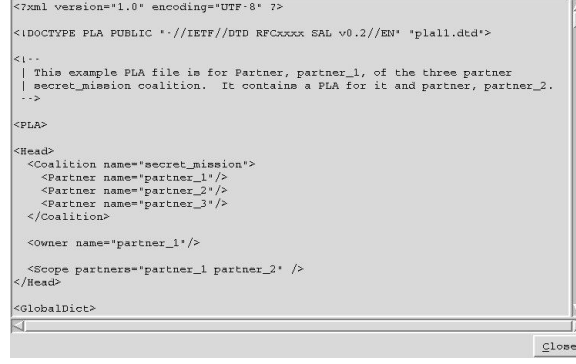 <?xml version="1.0" encoding="UTF-8" ?>
<!DOCTYPE PLA PUBLIC "-//IETF//DTD RFCxxxx SAL v0.2//EN" "plal1.dtd">
<!--
| This example PLA file is for Partner, partner_1, of the three partner
| secret_mission coalition. It contains a PLA for it and partner, partner_2.
-->
<PLA>
<Head>
<Coalition name="secret_mission">
<Partner name="partner_1"/>
<Partner name="partner_2"/>
<Partner name="partner_3"/>
</Coalition>
<Owner name="partner_1"/>
<Scope partners="partner_1 partner_2" />
</Head>
<GlobalDict>
Close